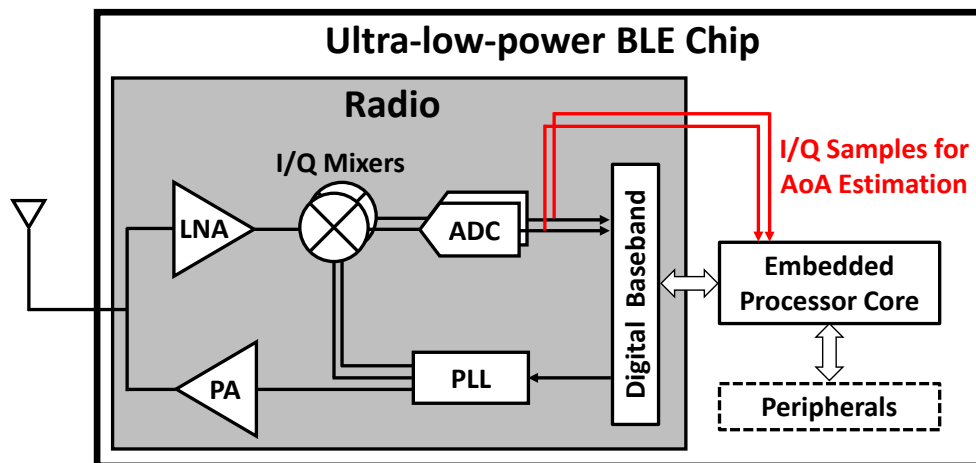 Ultra-low-power BLE Chip
Radio
I/Q Mixers
I/Q Samples for
AoA Estimation
LNA
ADC
Digital Baseband
Embedded
Processor Core
PA
PLL
Peripherals